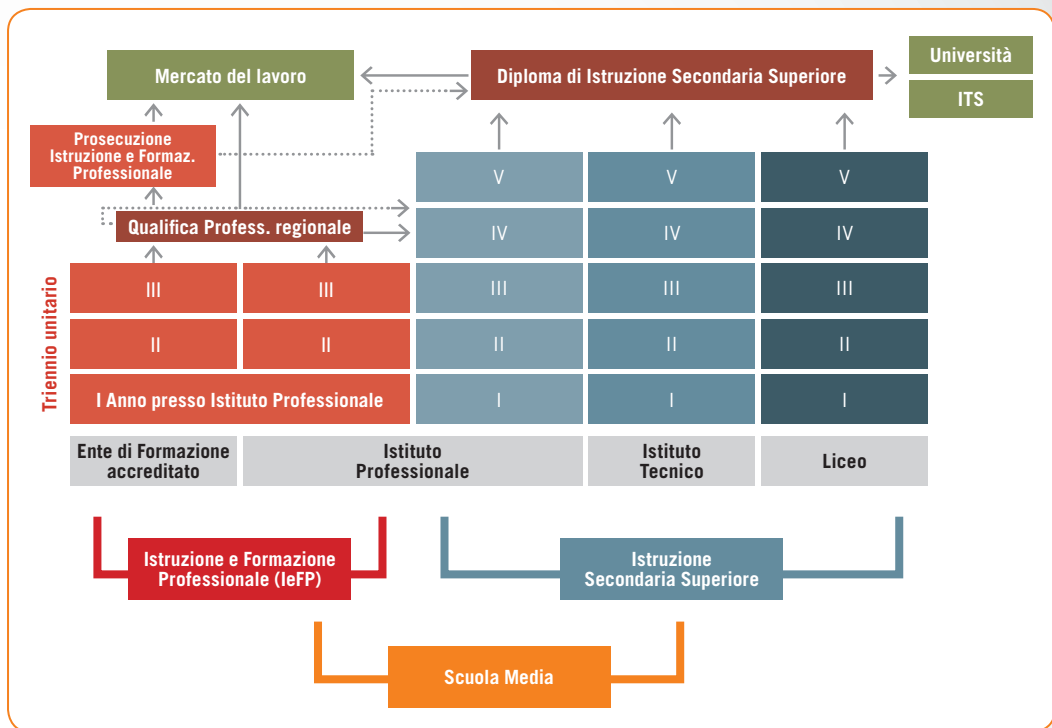 Mercato del lavoro
Diploma di Istruzione Secondaria Superiore
Università
ITS
Prosecuzione
Istruzione e Formaz.
Professionale
Qualifica Profess. regionale
Triennio unitario
V
V
V
IV
IV
IV
III
III
III
III
III
II
II
II
II
II
I Anno presso Istituto Professionale
I
I
I
Ente di Formazione
accreditato
Istituto
Professionale
Istituto
Tecnico
Liceo
Istruzione e Formazione
Professionale (IeFP)
Istruzione
Secondaria Superiore
Scuola Media